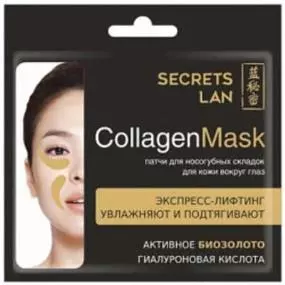 SECRETS
LAN
蓝秘密
CollagenMask
патчи для носогубных складок
для кожи вокруг глаз
ЭКСПРЕСС-ЛИФТИНГ
УВЛАЖНЯЮТ И ПОДТЯГИВАЮТ
АКТИВНОЕ БИОЗОЛОТО
ГИАЛУРОНОВАЯ КИСЛОТА